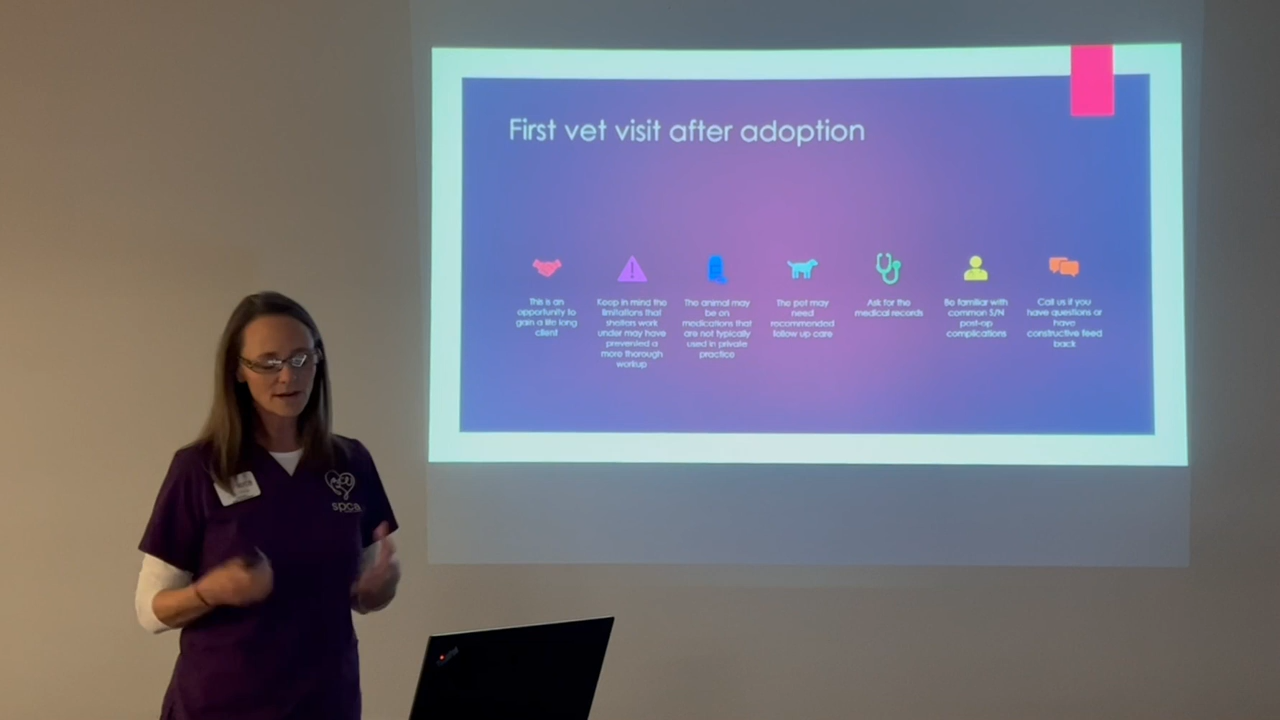 First vet visit after adoption
This is an
opportunity to
gain a life long
client
Keep in mind the
limitations that
shelters work
under may have
prevented a
more thorough
workup
The animal may
be on
medications that
are not typically
used in private
practice
The pet may
need
recommended
follow up care
Ask for the
medical records
Be familiar with
common S/N
post-op
complications
Call us if you
have questions or
have
constructive feed
back
spca